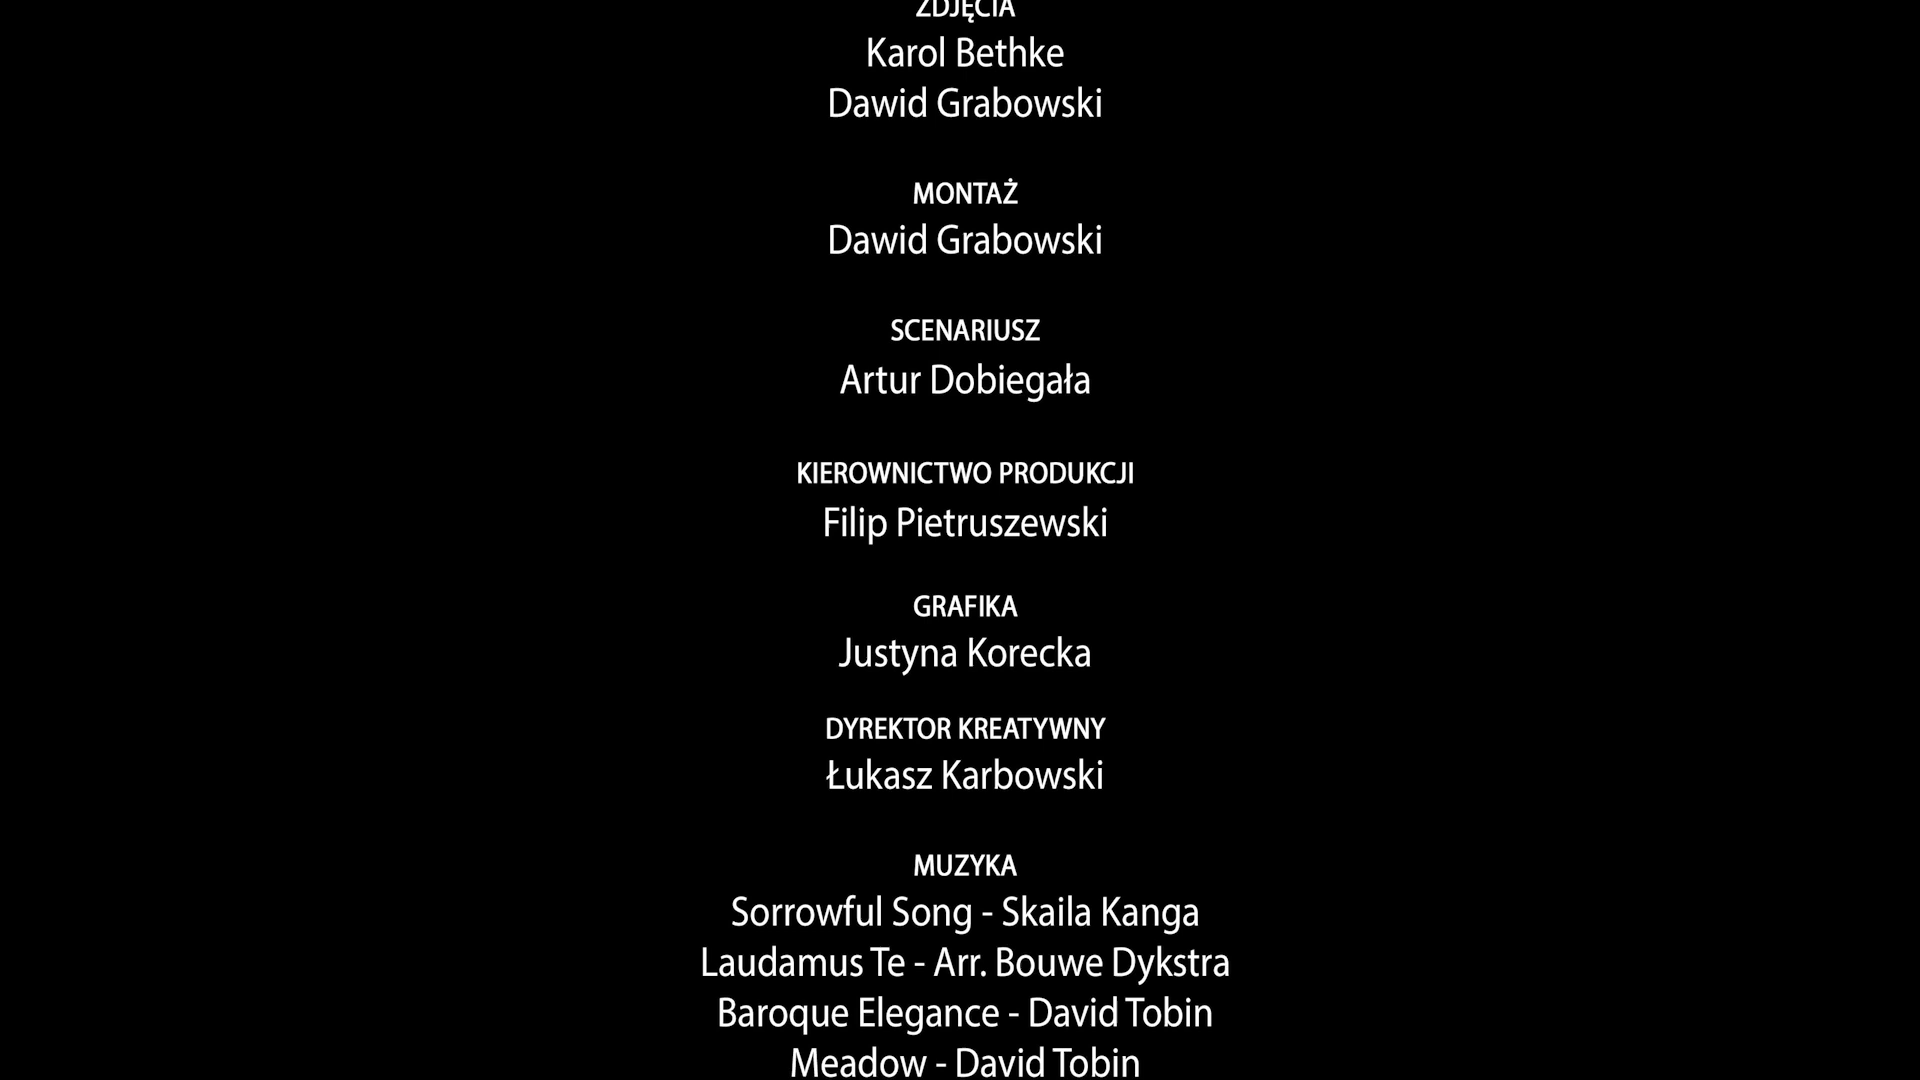 ZDJĘCIA
Karol Bethke
Dawid Grabowski
MONTAŻ
Dawid Grabowski
SCENARIUSZ
Artur Dobiegała
KIEROWNICTWO PRODUKCJI
Filip Pietruszewski
GRAFIKA
Justyna Korecka
DYREKTOR KREATYWNY
Łukasz Karbowski
MUZYKA
Sorrowful Song - Skaila Kanga
Laudamus Te - Arr. Bouwe Dykstra
Baroque Elegance - David Tobin
Meadow - David Tobin